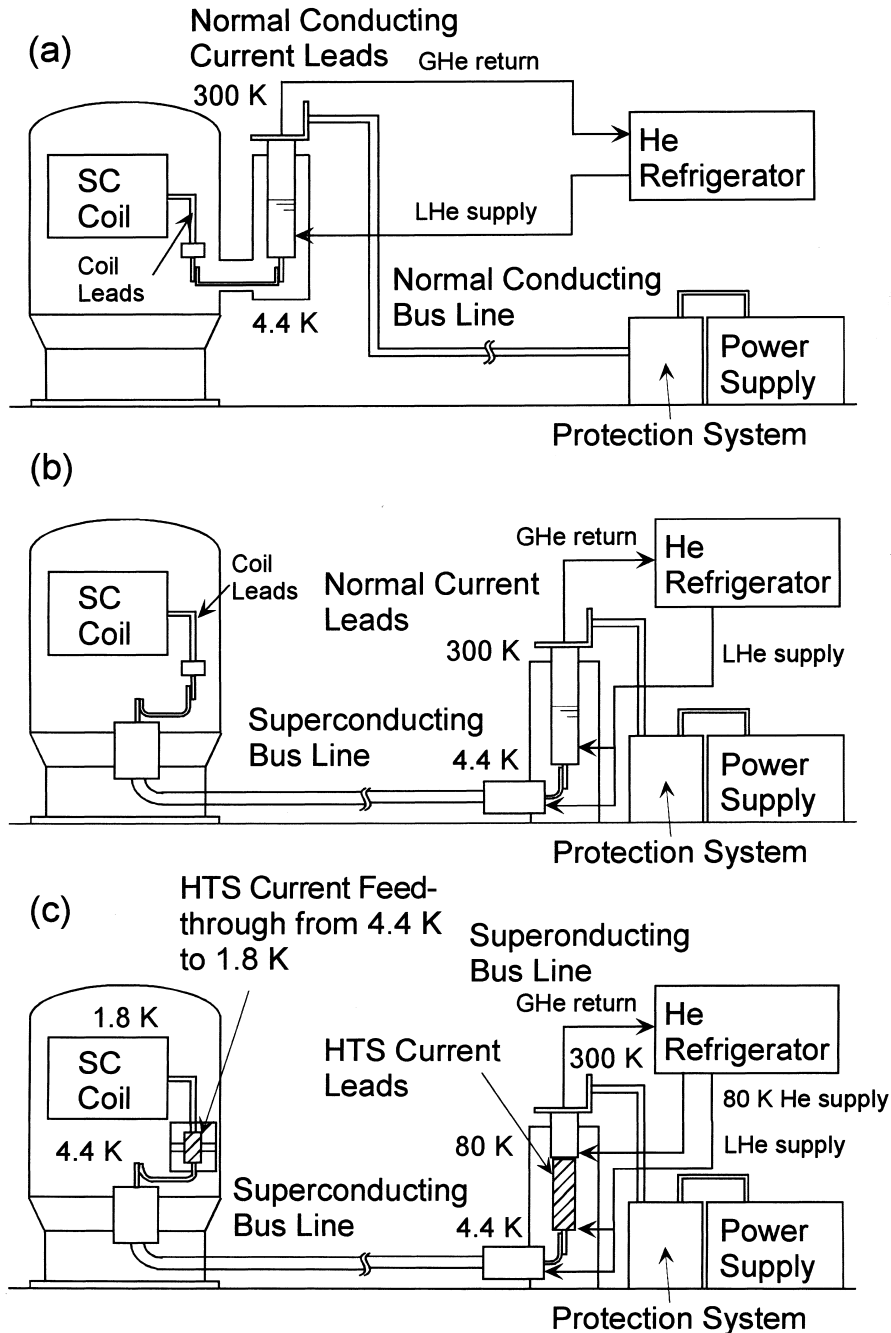 (a)
Normal Conducting
Current Leads
300 K
GHe return
He
Refrigerator
SC
Coil
LHe supply
Coil
Leads
Normal Conducting
Bus Line
4.4 K
Power
Supply
Protection System
(b)
GHe return
He
Refrigerator
Coil
Leads
Normal Current
Leads
SC
Coil
300 K
LHe supply
Superconducting
Bus Line
4.4 K
Power
Supply
Protection System
(c)
HTS Current Feed-
through from 4.4 K
to 1.8 K
Superonducting
Bus Line
GHe return
He
Refrigerator
1.8 K
SC
Coil
HTS Current
Leads
300 K
80 K He supply
4.4 K
80 K
LHe supply
Superconducting
Bus Line
4.4 K
Power
Supply
Protection System